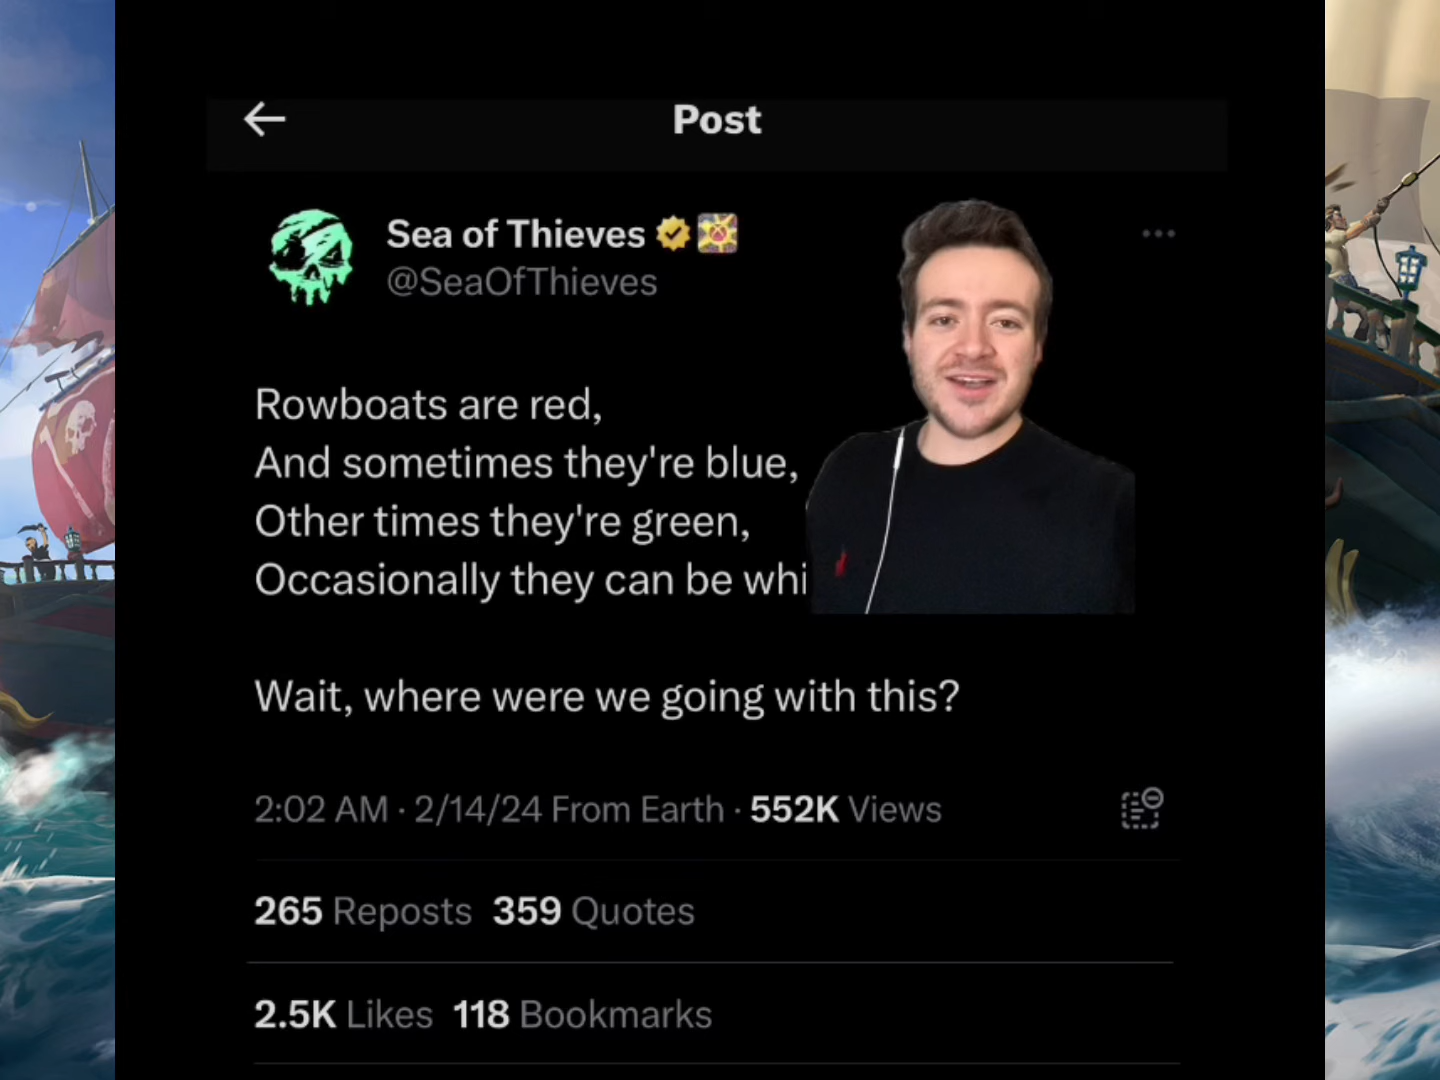 Post
Sea of Thieves
@SeaOfThieves
Rowboats are red,
And sometimes they're blue,
Other times they're green,
Occasionally they can be whi
Wait, where were we going with this?
2:02 AM · 2/14/24 From Earth · 552K Views
265 Reposts 359 Quotes
2.5K Likes 118 Bookmarks